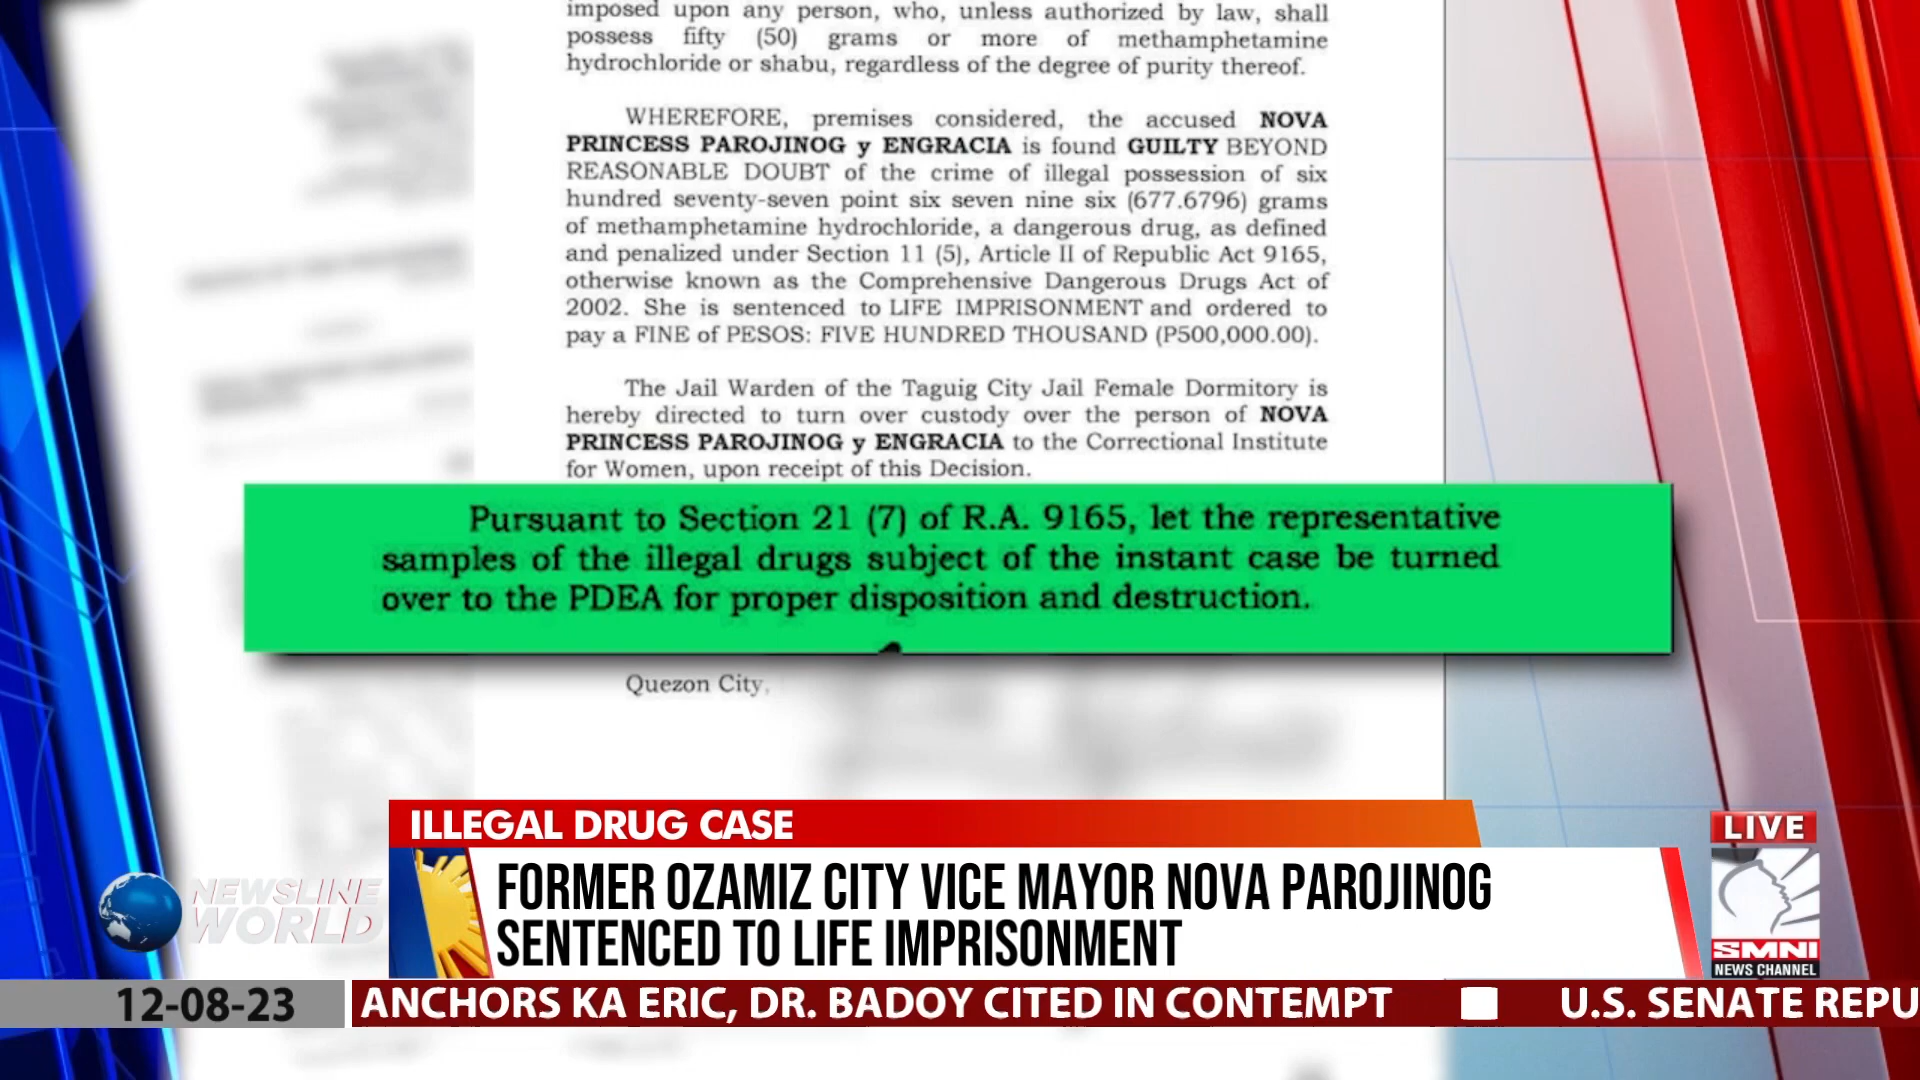 imposed upon any person, who, unless authorized by law, shall
possess fifty (50) grams or more of methamphetamine
hydrochloride or shabu, regardless of the degree of purity thereof.
WHEREFORE, premises considered, the accused NOVA
PRINCESS PAROJINOG y ENGRACIA is found GUILTY BEYOND
REASONABLE DOUBT of the crime of illegal possession of six
hundred seventy-seven point six seven nine six (677.6796) grams
of methamphetamine hydrochloride, a dangerous drug, as defined
and penalized under Section 11 (5), Article II of Republic Act 9165,
otherwise known as the Comprehensive Dangerous Drugs Act of
2002. She is sentenced to LIFE IMPRISONMENT and ordered to
pay a FINE of PESOS: FIVE HUNDRED THOUSAND (P500,000.00).
The Jail Warden of the Taguig City Jail Female Dormitory is
hereby directed to turn over custody over the person of NOVA
PRINCESS PAROJINOG y ENGRACIA to the Correctional Institute
for Women, upon receipt of this Decision.
Pursuant to Section 21 (7) of R.A. 9165, let the representative
samples of the illegal drugs subject of the instant case be turned
over to the PDEA for proper disposition and destruction.
Quezon City,
ILLEGAL DRUG CASE
FORMER OZAMIZ CITY VICE MAYOR NOVA PAROJINOG
SENTENCED TO LIFE IMPRISONMENT
NEWSLINE
WORLD
LIVE
SMNI
NEWS CHANNEL
12-08-23
ANCHORS KA ERIC, DR. BADOY CITED IN CONTEMPT
U.S. SENATE REPU